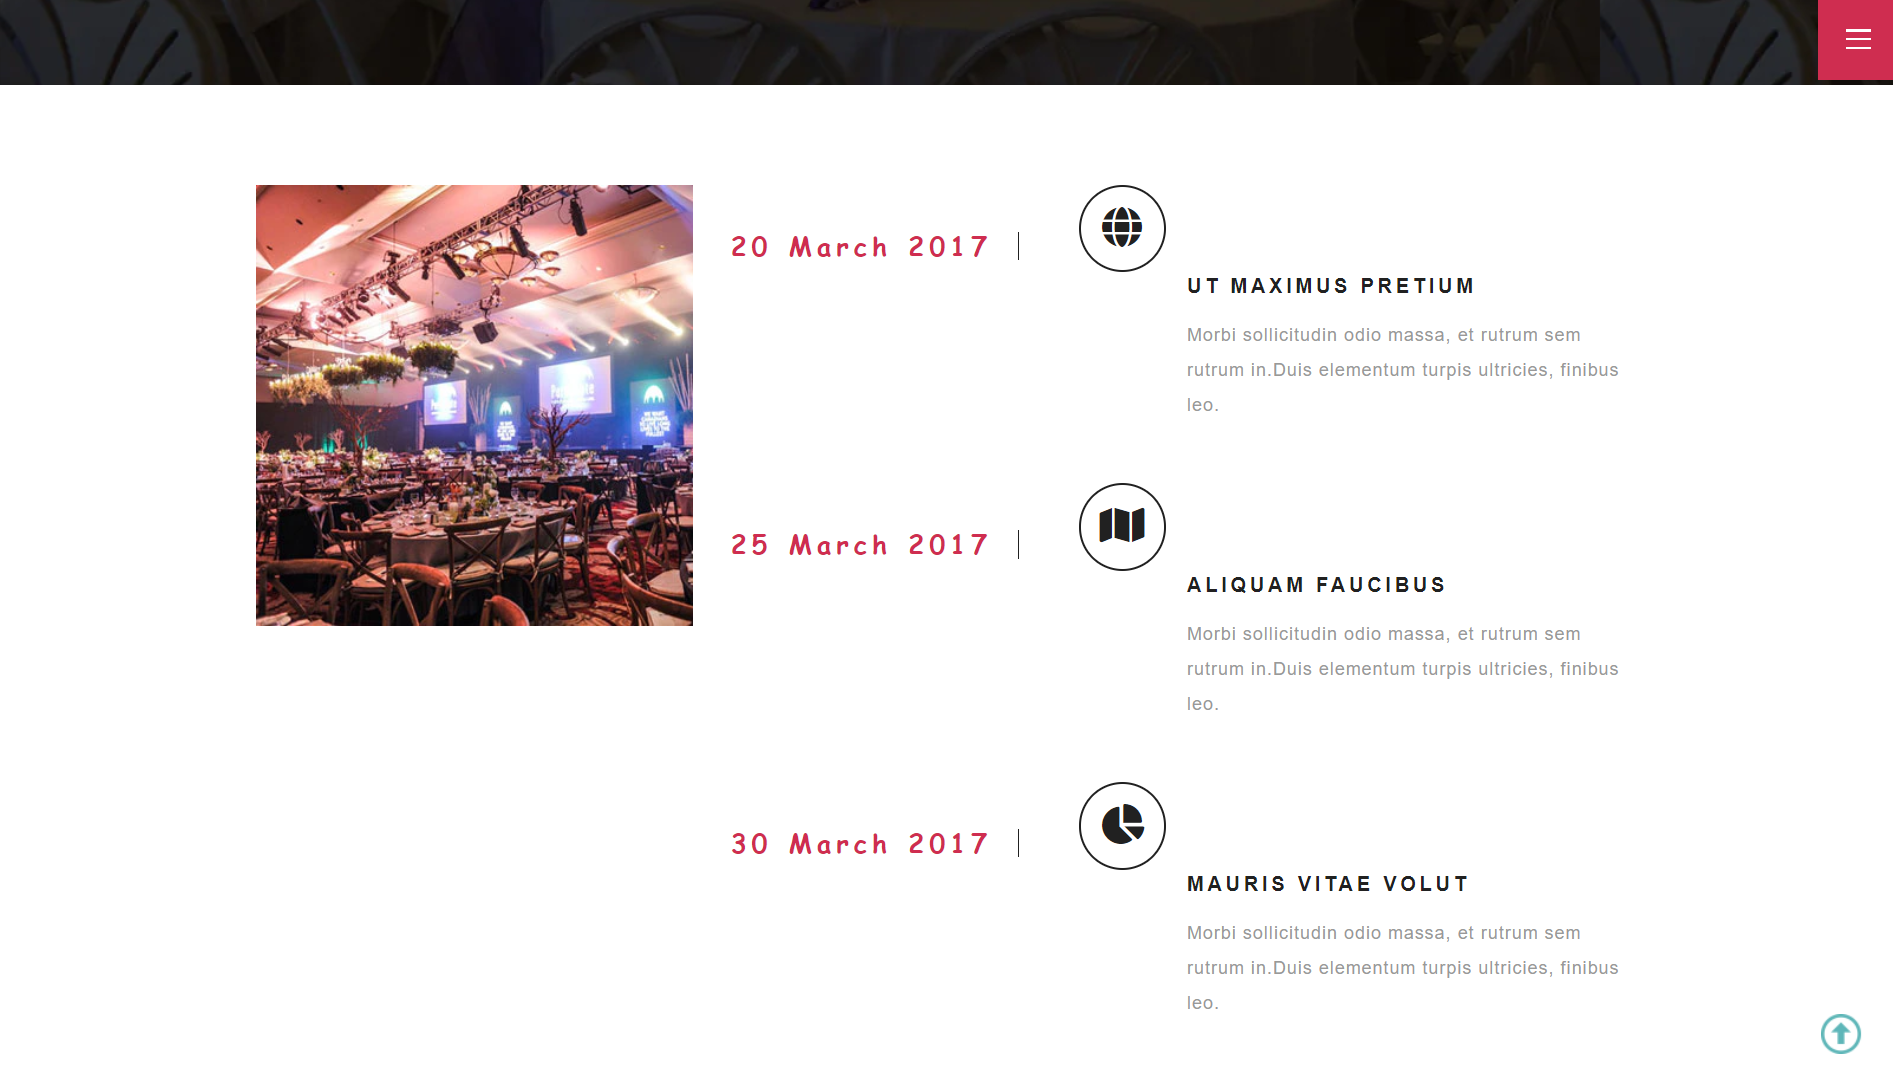 20 March 2017
UT MAXIMUS PRETIUM
Morbi sollicitudin odio massa, et rutrum sem
rutrum in.Duis elementum turpis ultricies, finibus
leo.
25 March 2017
ALIQUAM FAUCIBUS
Morbi sollicitudin odio massa, et rutrum sem
rutrum in.Duis elementum turpis ultricies, finibus
leo.
30 March 2017
MAURIS VITAE VOLUT
Morbi sollicitudin odio massa, et rutrum sem
rutrum in.Duis elementum turpis ultricies, finibus
leo.